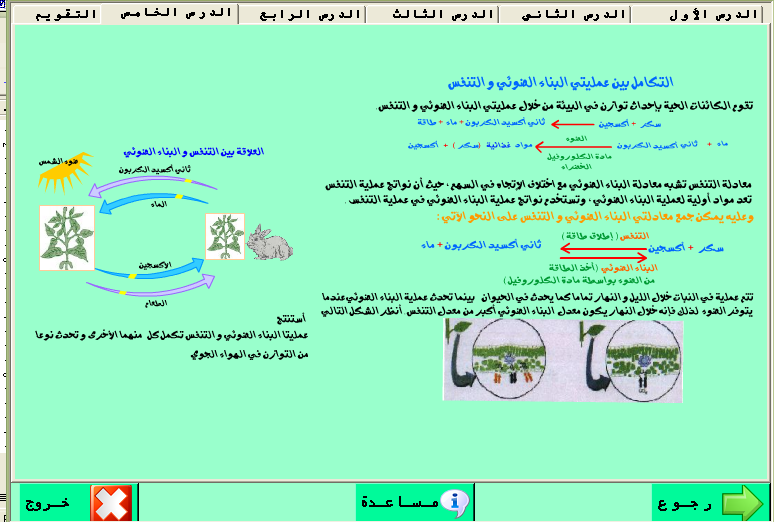 الدرس الأول
الدرس الثانى
الدرس الثالث
الدرس الرابع
الدرس الخامس
التقويم
التكامل بين عمليتي البناء الضوئي و التنفس
تقوم الكائنات الحية بإحداث توازن في البيئة من خلال عمليتي البناء الضوئي و التنفس.
سكر + أكسجين ثاني أكسيد الكربون + ماء + طاقة
ماء + ثاني أكسيد الكربون الضوء مواد غذائية (سكر) + أكسجين
مادة الكلوروفيل
الخضراء
معادلة التنفس تشبه معادلة البناء الضوئي مع اختلاف الاتجاه في السهم ، حيث أن نواتج عملية التنفس
تعد مواد أولية لعملية البناء الضوئي ، وتستخدم نواتج عملية البناء الضوئي في عملية التنفس .
وعليه يمكن جمع معادلتي البناء الضوئي و التنفس على النحو الآتي :
التنفس ( إطلاق طاقة )
سكر + أكسجين ثاني أكسيد الكربون + ماء
البناء الضوئي ( أخذ الطاقة
من الضوء بواسطة مادة الكلوروفيل )
تتم عملية في النبات خلال الليل و النهار تماما كما يحدث في الحيوان بينما تحدث عملية البناء الضوئي عندما
يتوفر الضوء لذلك فإنه خلال النهار يكون معدل البناء الضوئي أكبر من معدل التنفس. أنظر الشكل التالي
العلاقة بين التنفس و البناء الضوئي
ضوء الشمس
ثاني أكسيد الكربون
الماء
الأكسجين
الطعام
أستنتج
عمليتا البناء الضوئي و التنفس تكمل كل منهما الأخرى و تحدث نوعا
من التوازن في الهواء الجوي
رجوع
مساعدة
خروج